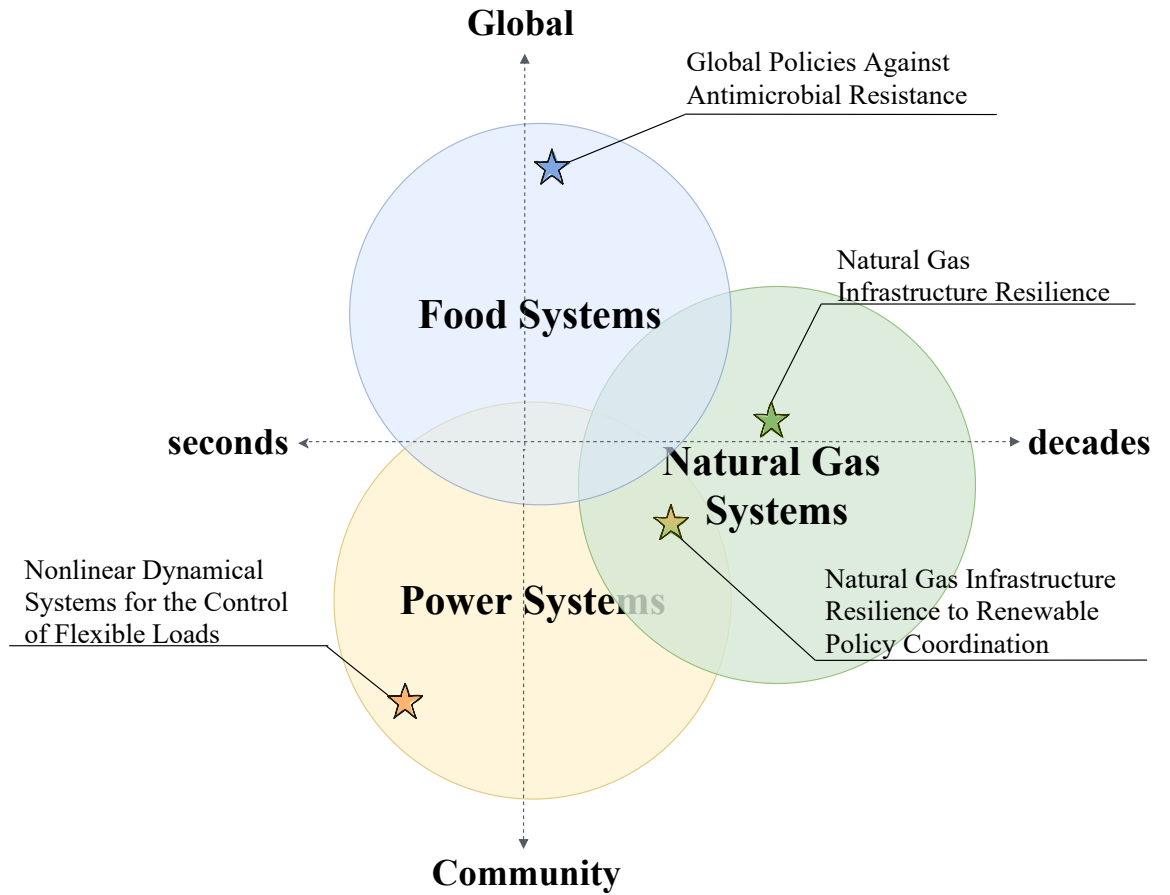 Global
Global Policies Against
Antimicrobial Resistance
Natural Gas
Infrastructure Resilience
Food Systems
seconds
decades
Natural Gas
Systems
Nonlinear Dynamical
Systems for the Control
of Flexible Loads
Power Systems
Natural Gas Infrastructure
Resilience to Renewable
Policy Coordination
Community